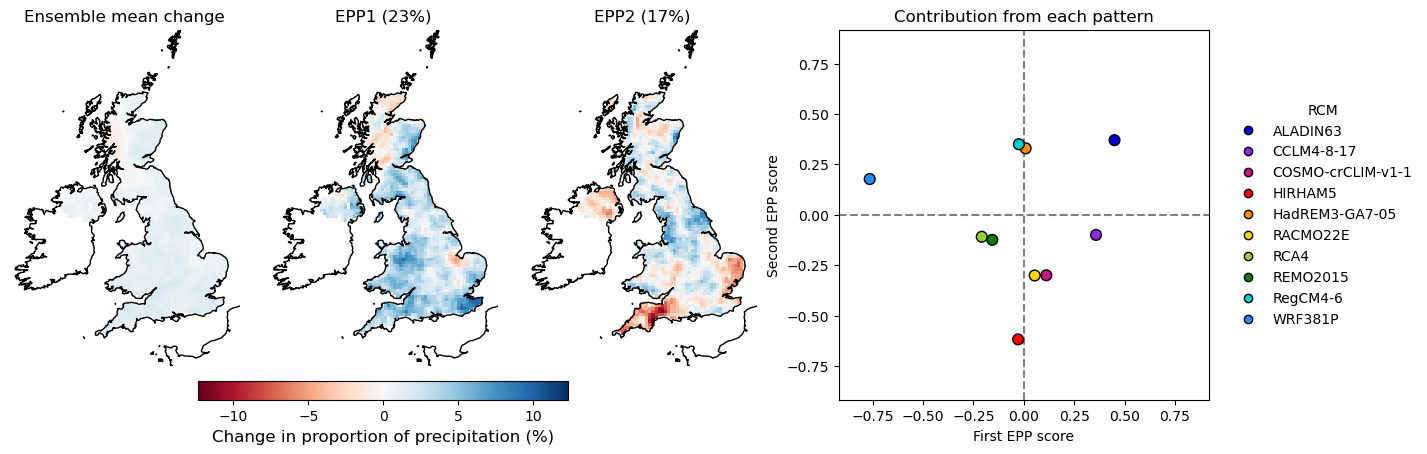 Ensemble mean change
EPP1 (23%)
EPP2 (17%)
−10
−5
0
5
10
Change in proportion of precipitation (%)
Contribution from each pattern
Second EPP score
0.75
0.50
0.25
0.00
−0.25
−0.50
−0.75
−0.75
−0.50
−0.25
0.00
0.25
0.50
0.75
First EPP score
RCM
ALADIN63
CCLM4-8-17
COSMO-crCLIM-v1-1
HIRHAM5
HadREM3-GA7-05
RACMO22E
RCA4
REMO2015
RegCM4-6
WRF381P